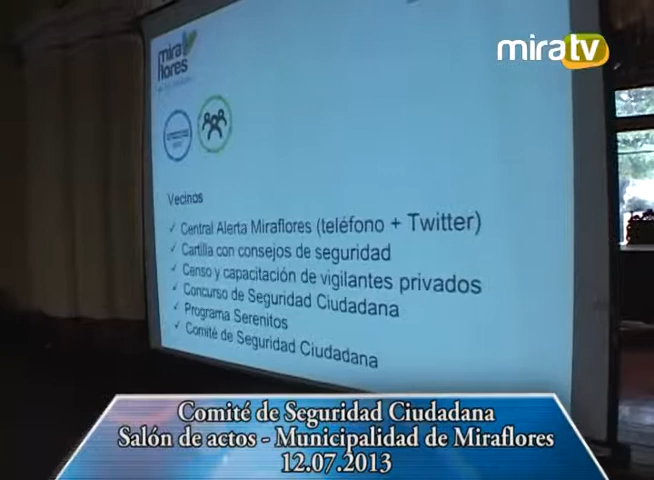 miratv
mira
flores
Vecinos
✓ Central Alerta Miraflores (teléfono + Twitter)
✓ Cartilla con consejos de seguridad
✓ Censo y capacitación de vigilantes privados
✓ Concurso de Seguridad Ciudadana
✓ Programa Serenitos
✓ Comité de Seguridad Ciudadana
Comité de Seguridad Ciudadana
Salón de actos - Municipalidad de Miraflores
12.07.2013